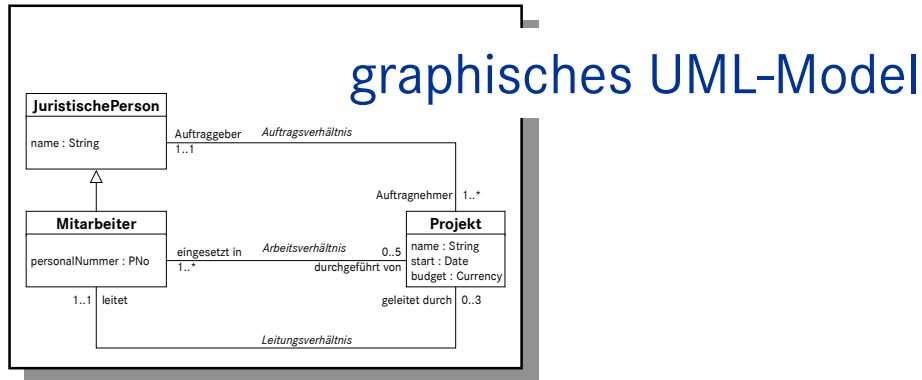 graphisches UML-Model
JuristischePerson
name : String
Auftraggeber
Auftragsverhältnis
1..1
Auftragnehmer
1..*
Mitarbeiter
personalNummer : PNo
eingesetzt in
Arbeitsverhältnis
0..5
1..*
durchgeführt von
Projekt
name : String
start : Date
budget : Currency
1..1
leitet
geleitet durch
0..3
Leitungsverhältnis